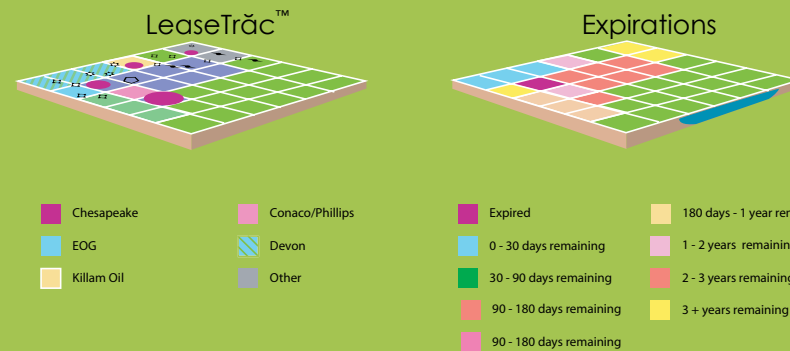 LeaseTrăc™
Expirations
Chesapeake
EOG
Killam Oil
Conaco/Phillips
Devon
Other
Expired
0 - 30 days remaining
30 - 90 days remaining
90 - 180 days remaining
90 - 180 days remaining
180 days - 1 year rem
1 - 2 years remainin
2 - 3 years remaining
3 + years remaining